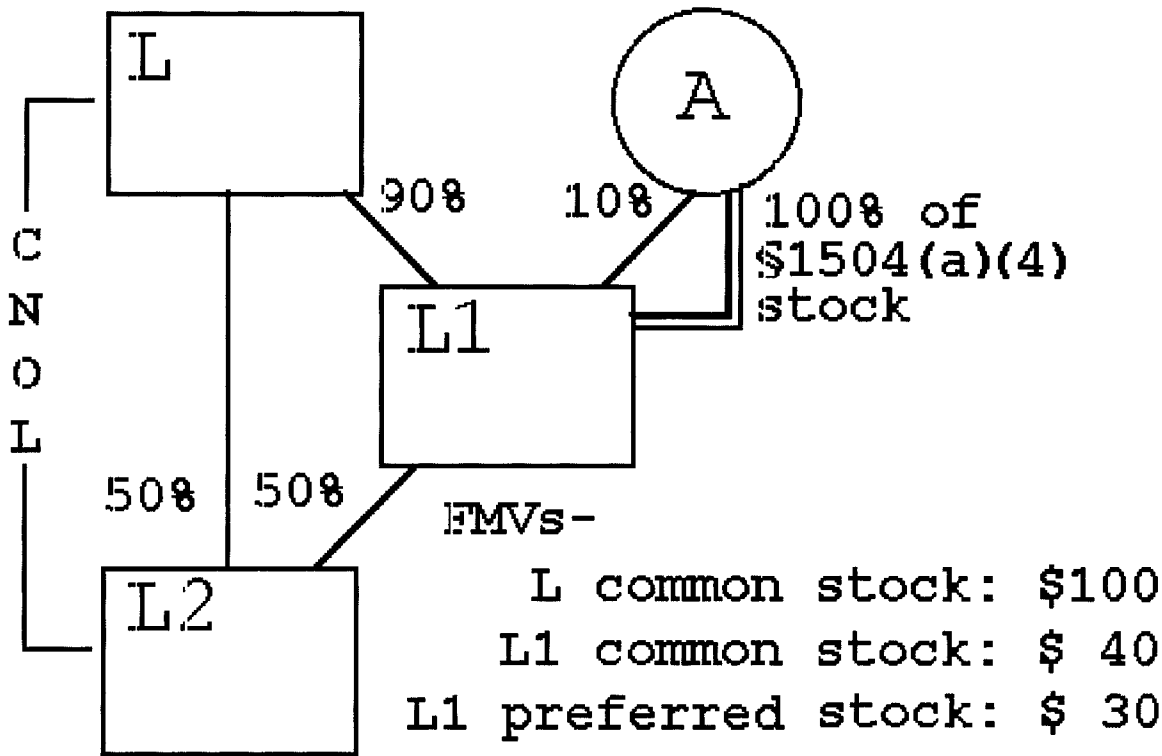 L
A
90%
10%
100% of
§1504(a)(4)
stock
C
N
O
L
L1
50%
50%
FMVs-
L2
L common stock: $100
L1 common stock: $ 40
L1 preferred stock: $ 30